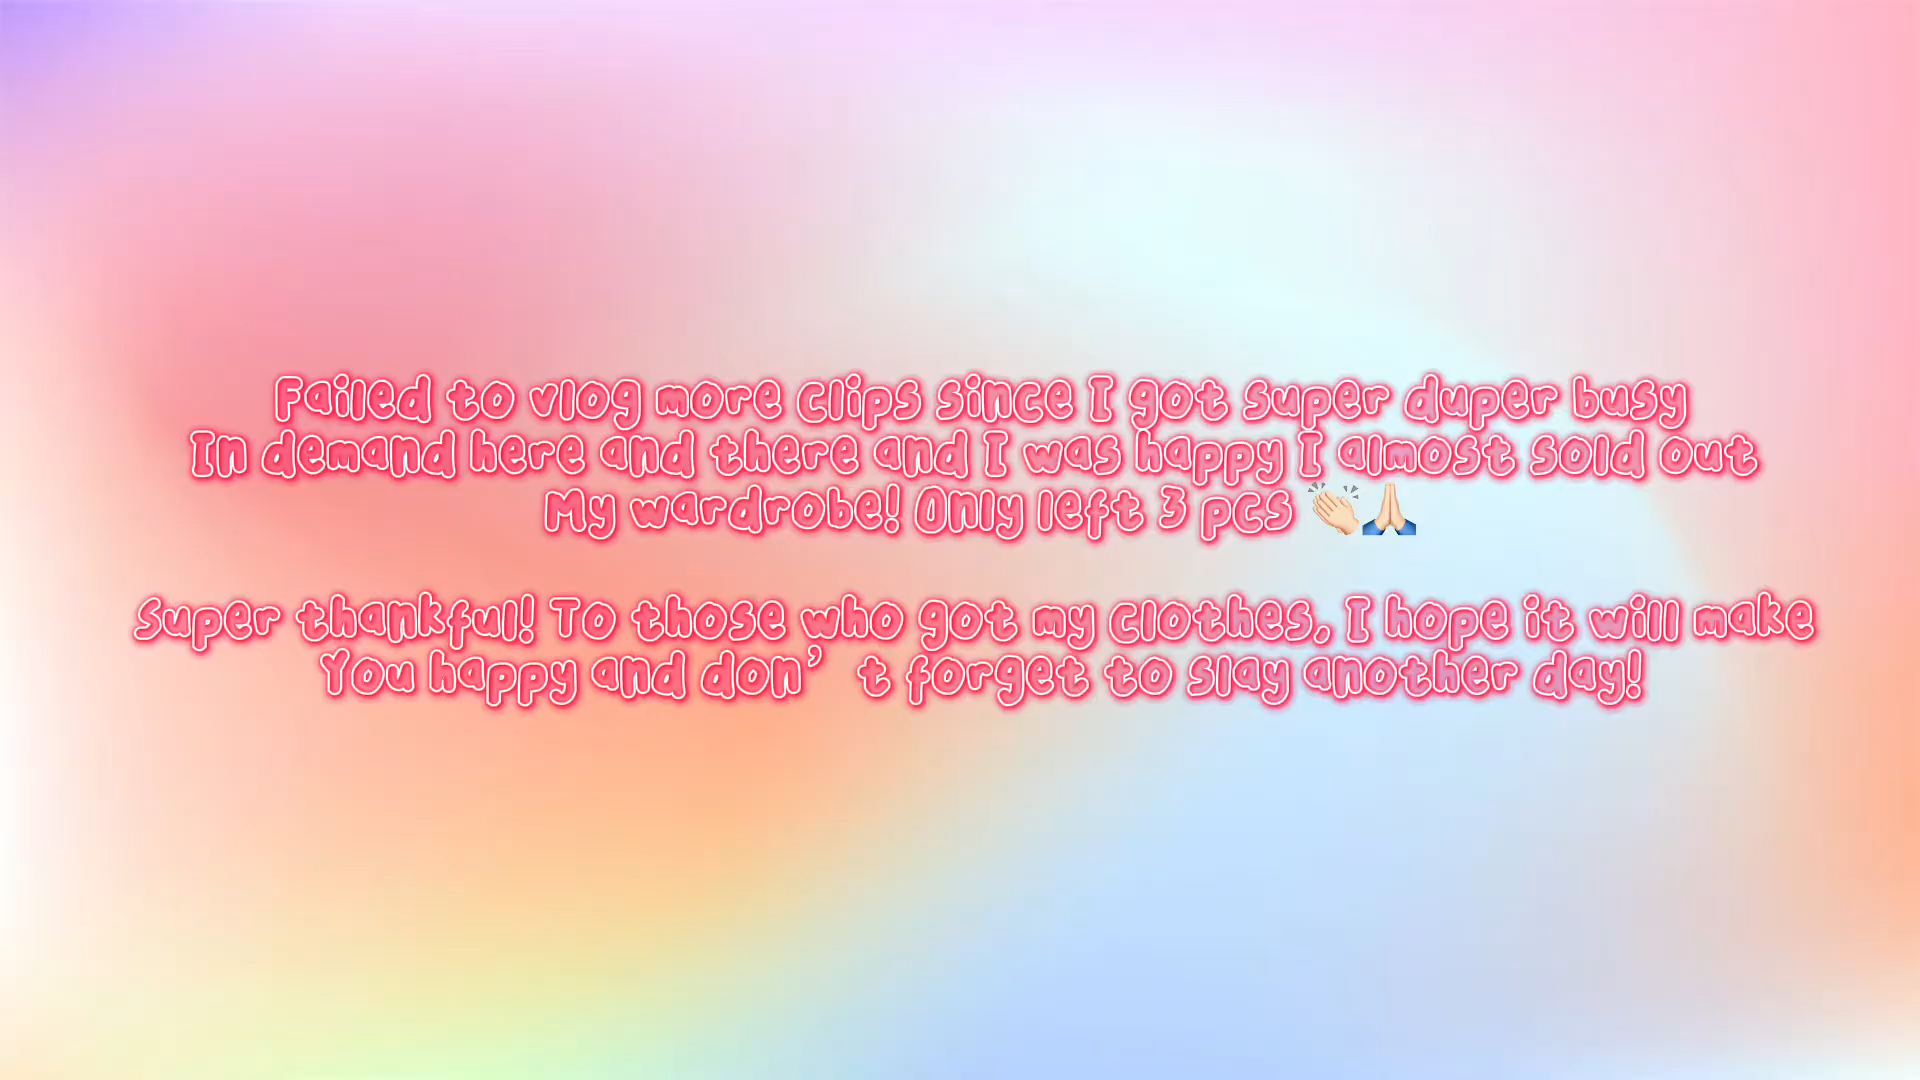 Failed to vlog more clips since I got super duper busy
In demand here and there and I was happy I almost sold out
My wardrobe! Only left 3 pcs 👏🏻🙏🏻
Super thankful! To those who got my clothes, I hope it will make
You happy and don’t forget to slay another day!